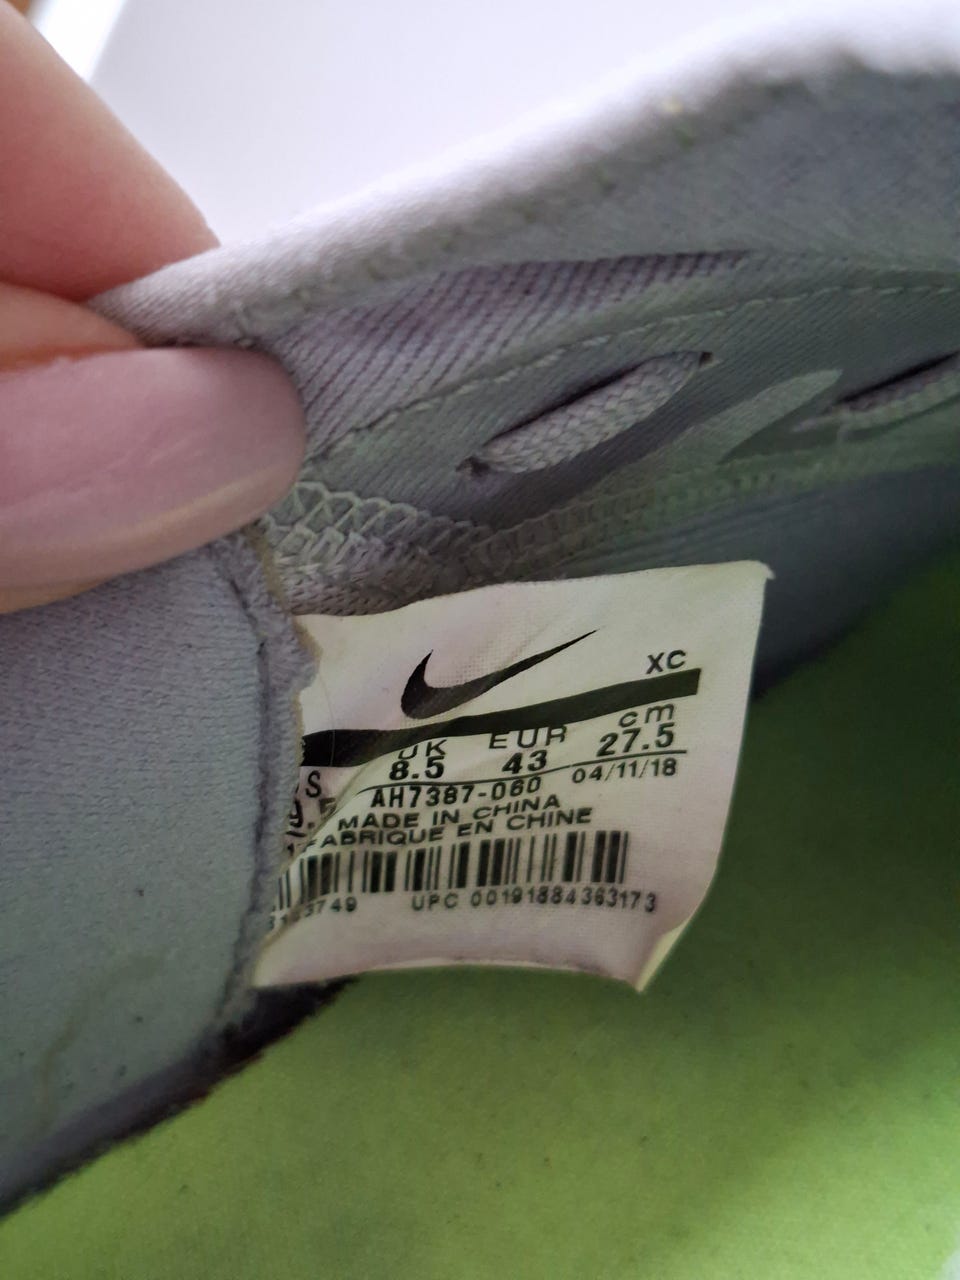 XC
UK EUR cm
8.5 43 27.5
04/11/18
AH7387-060
MADE IN CHINA
FABRIQUE EN CHINE
UPC 00191884363173